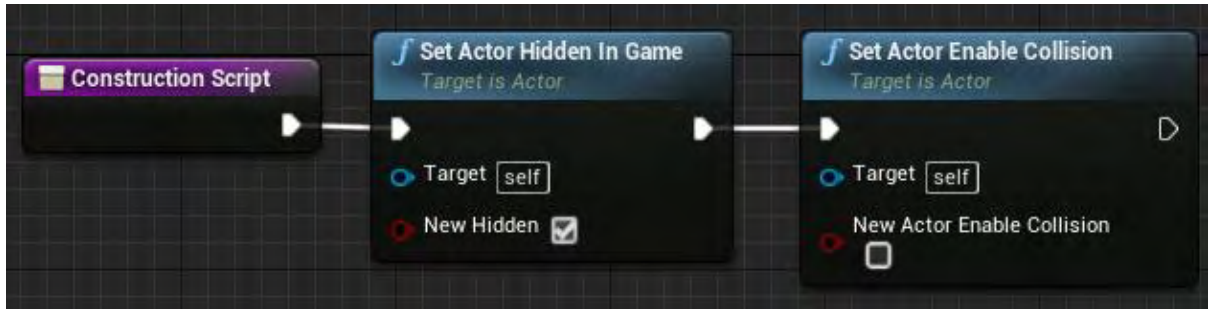 Construction Script
Set Actor Hidden In Game
Target is Actor
Target self
New Hidden
Set Actor Enable Collision
Target is Actor
Target self
New Actor Enable Collision